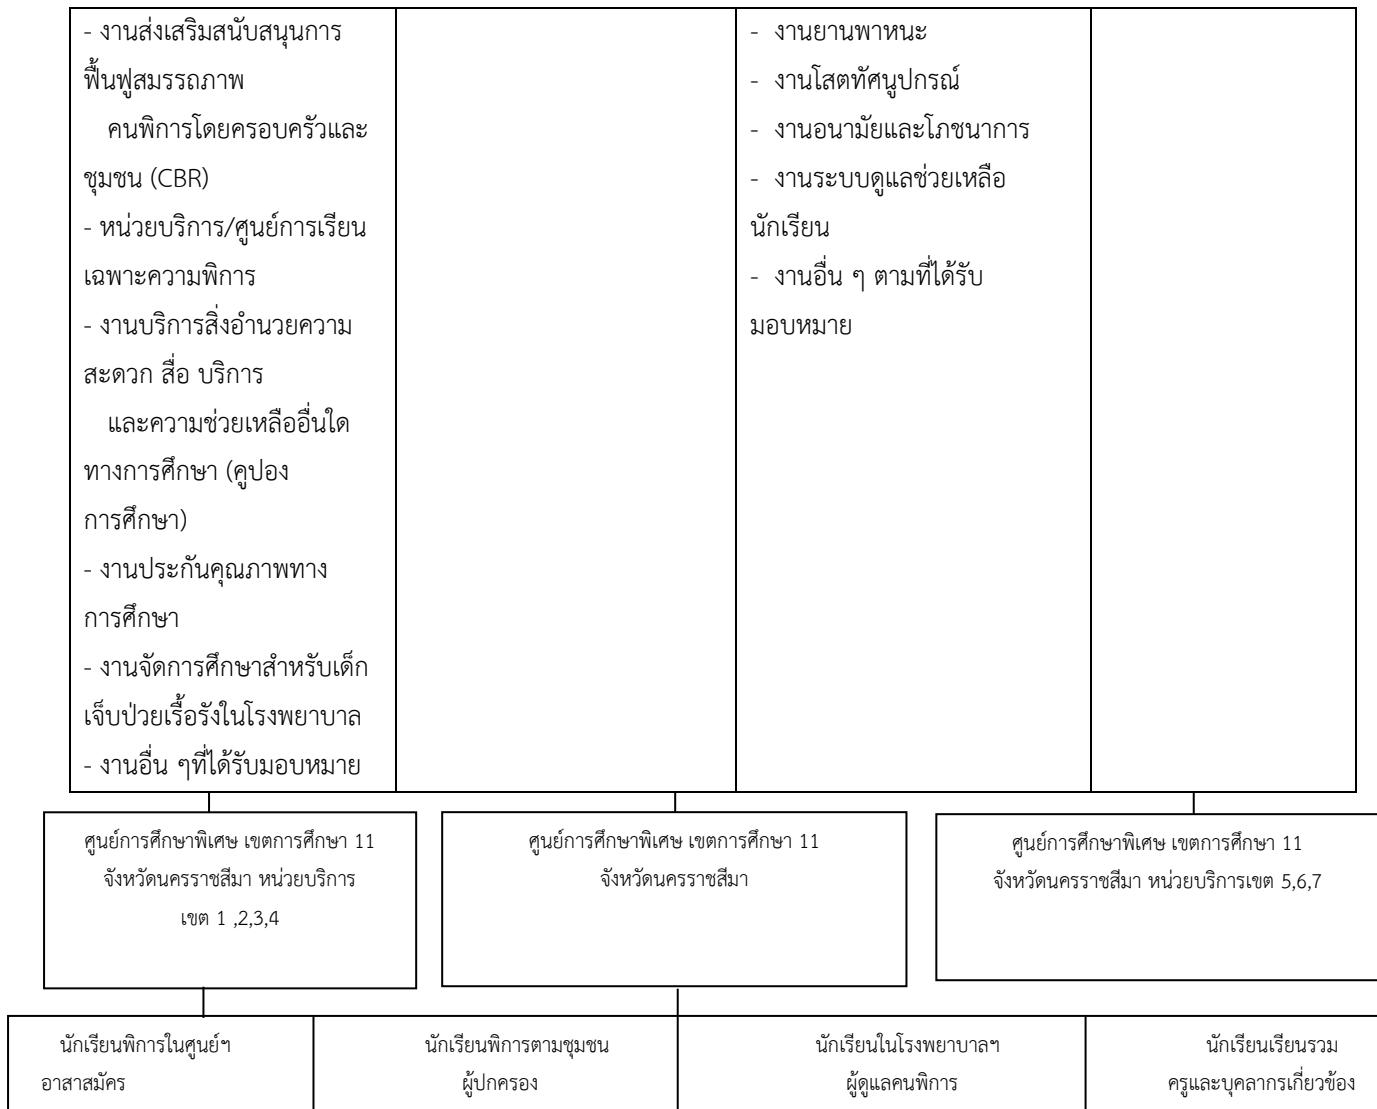 - งานส่งเสริมสนับสนุนการ
ฟื้นฟูสมรรถภาพ
คนพิการโดยครอบครัวและ
ชุมชน (CBR)
- หน่วยบริการ/ศูนย์การเรียน
เฉพาะความพิการ
- งานบริการสิ่งอำนวยความ
สะดวก สื่อ บริการ
และความช่วยเหลืออื่นใด
ทางการศึกษา (คูปอง
การศึกษา)
- งานประกันคุณภาพทาง
การศึกษา
- งานจัดการศึกษาสำหรับเด็ก
เจ็บป่วยเรื้อรังในโรงพยาบาล
- งานอื่น ๆที่ได้รับมอบหมาย
- งานยานพาหนะ
- งานโสตทัศนูปกรณ์
- งานอนามัยและโภชนาการ
- งานระบบดูแลช่วยเหลือ
นักเรียน
- งานอื่น ๆ ตามที่ได้รับ
มอบหมาย
ศูนย์การศึกษาพิเศษ เขตการศึกษา 11
จังหวัดนครราชสีมา หน่วยบริการ
เขต 1 ,2,3,4
ศูนย์การศึกษาพิเศษ เขตการศึกษา 11
จังหวัดนครราชสีมา
ศูนย์การศึกษาพิเศษ เขตการศึกษา 11
จังหวัดนครราชสีมา หน่วยบริการเขต 5,6,7
นักเรียนพิการในศูนย์ฯ
อาสาสมัคร
นักเรียนพิการตามชุมชน
ผู้ปกครอง
นักเรียนในโรงพยาบาลฯ
ผู้ดูแลคนพิการ
นักเรียนเรียนรวม
ครูและบุคลากรเกี่ยวข้อง